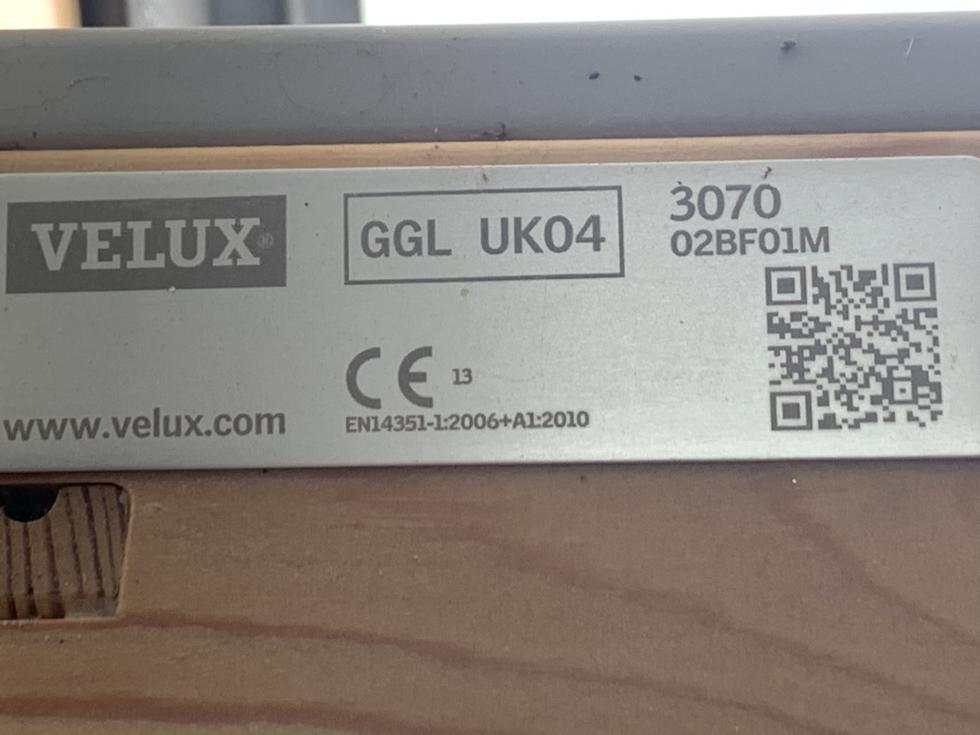 VELUX®
GGL UK04
3070
02BF01M
CE 13
www.velux.com
EN14351-1:2006+A1:2010